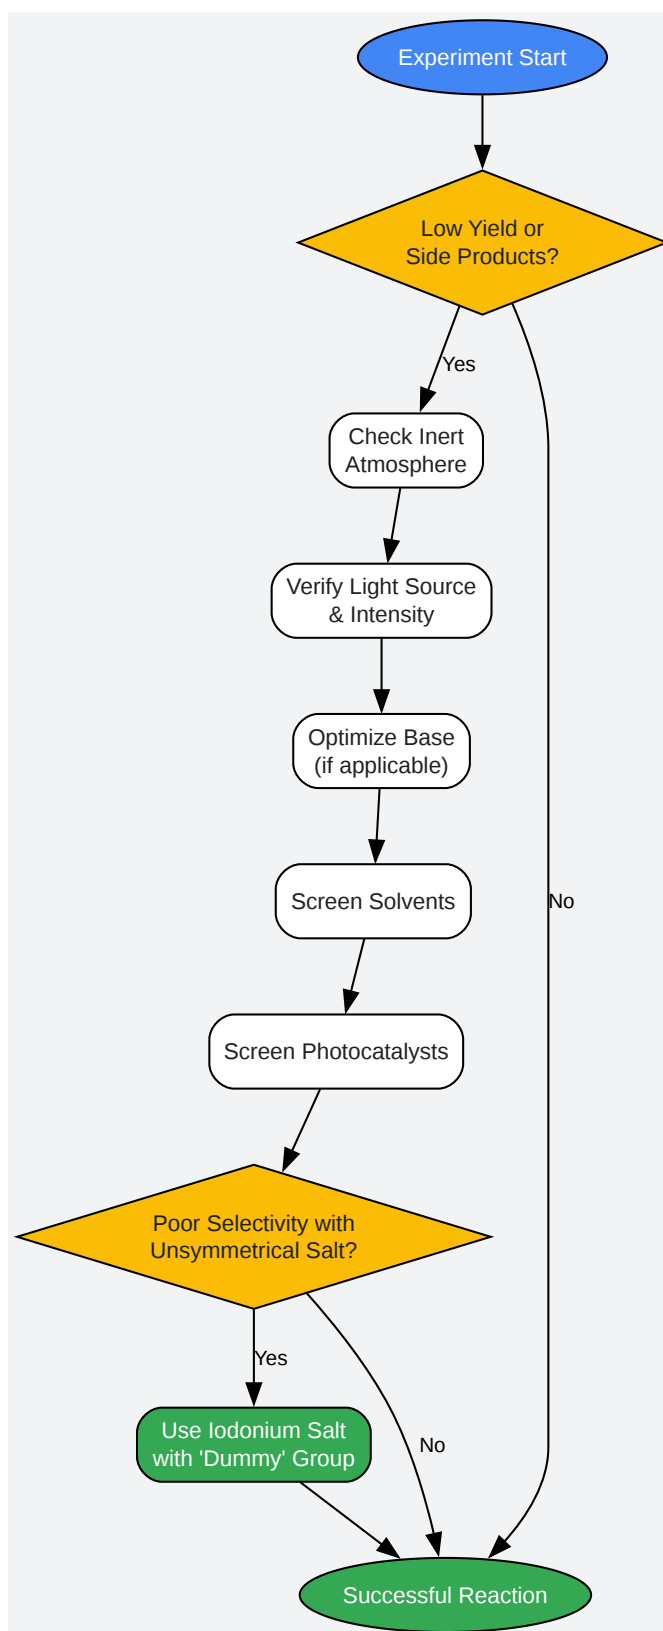 Experiment Start
Low Yield or
Side Products?
Yes
Check Inert
Atmosphere
Verify Light Source
& Intensity
Optimize Base
(if applicable)
Screen Solvents
No
Screen Photocatalysts
Poor Selectivity with
Unsymmetrical Salt?
Yes
Use Iodonium Salt
with 'Dummy' Group
No
Successful Reaction